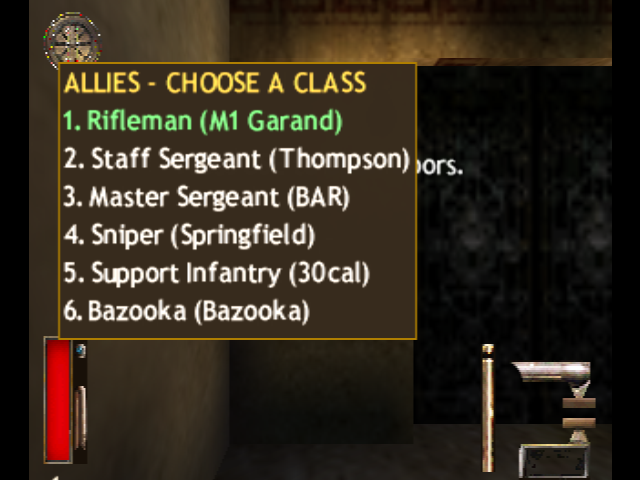 ALLIES - CHOOSE A CLASS
1. Rifleman (M1 Garand)
2. Staff Sergeant (Thompson)
3. Master Sergeant (BAR)
4. Sniper (Springfield)
5. Support Infantry (30cal)
6. Bazooka (Bazooka)